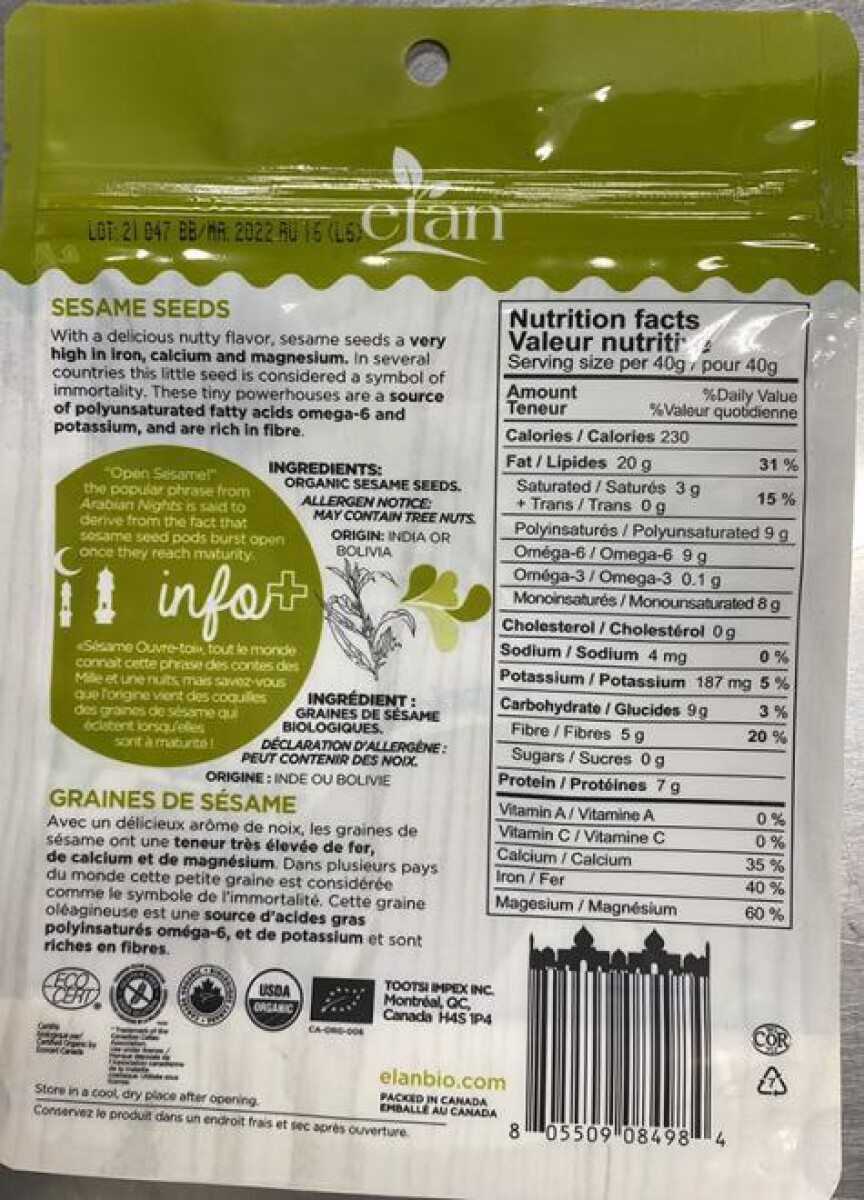 elan
LOT: 21 047 BB/MA: 2022 AU 16 (L6)
SESAME SEEDS
With a delicious nutty flavor, sesame seeds a very
high in iron, calcium and magnesium. In several
countries this little seed is considered a symbol of
immortality. These tiny powerhouses are a source
of polyunsaturated fatty acids omega-6 and
potassium, and are rich in fibre.
"Open Sesame!"
the popular phrase from
Arabian Nights is said to
derive from the fact that
sesame seed pods burst open
once they reach maturity.
info+
«Sésame Ouvre-toi», tout le monde
connaît cette phrase des contes des
Mille et une nuits, mais savez-vous
que l'origine vient des coquilles
des graines de sésame qui
éclatent lorsqu'elles
sont à maturité !
INGREDIENTS:
ORGANIC SESAME SEEDS.
ALLERGEN NOTICE:
MAY CONTAIN TREE NUTS.
ORIGIN: INDIA OR
BOLIVIA
INGRÉDIENT :
GRAINES DE SÉSAME
BIOLOGIQUES.
DÉCLARATION D'ALLERGÈNE :
PEUT CONTENIR DES NOIX.
ORIGINE : INDE OU BOLIVIE
GRAINES DE SÉSAME
Avec un délicieux arôme de noix, les graines de
sésame ont une teneur très élevée de fer,
de calcium et de magnésium. Dans plusieurs pays
du monde cette petite graine est considérée
comme le symbole de l'immortalité. Cette graine
oléagineuse est une source d'acides gras
polyinsaturés oméga-6, et de potassium et sont
riches en fibres.
Nutrition facts
Valeur nutritive
Serving size per 40g / pour 40g
Amount %Daily Value
Teneur %Valeur quotidienne
Calories / Calories 230
Fat / Lipides 20 g 31 %
Saturated / Saturés 3 g
+ Trans / Trans 0 g 15 %
Polyinsaturés / Polyunsaturated 9 g
Oméga-6 / Omega-6 9 g
Oméga-3 / Omega-3 0.1 g
Monoinsaturés / Monounsaturated 8 g
Cholesterol / Cholestérol 0 g
Sodium / Sodium 4 mg 0 %
Potassium / Potassium 187 mg 5 %
Carbohydrate / Glucides 9 g 3 %
Fibre / Fibres 5 g 20 %
Sugars / Sucres 0 g
Protein / Protéines 7 g
Vitamin A / Vitamine A 0 %
Vitamin C / Vitamine C 0 %
Calcium / Calcium 35 %
Iron / Fer 40 %
Magesium / Magnésium 60 %
ECO
CERT
USDA
ORGANIC
CA-ORG-006
TOOTSI IMPEX INC.
Montréal, QC,
Canada H4S 1P4
elanbio.com
PACKED IN CANADA
EMBALLÉ AU CANADA
Store in a cool, dry place after opening.
Conservez le produit dans un endroit frais et sec après ouverture.
COR
7
8 05509 08498 4